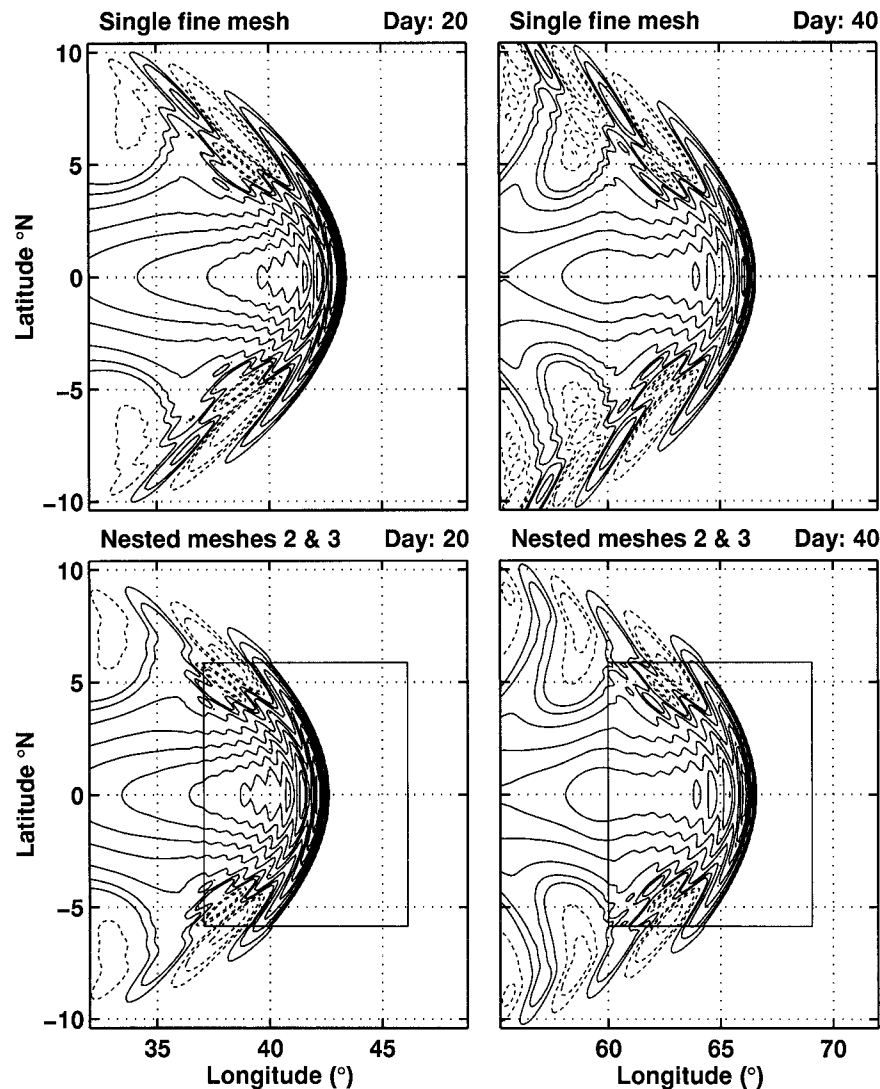 Single fine mesh Day: 20
Single fine mesh Day: 40
10
5
0
−5
−10
Latitude °N
Nested meshes 2 & 3 Day: 20
Nested meshes 2 & 3 Day: 40
10
5
0
−5
−10
Latitude °N
35 40 45
60 65 70
Longitude (°)
Longitude (°)